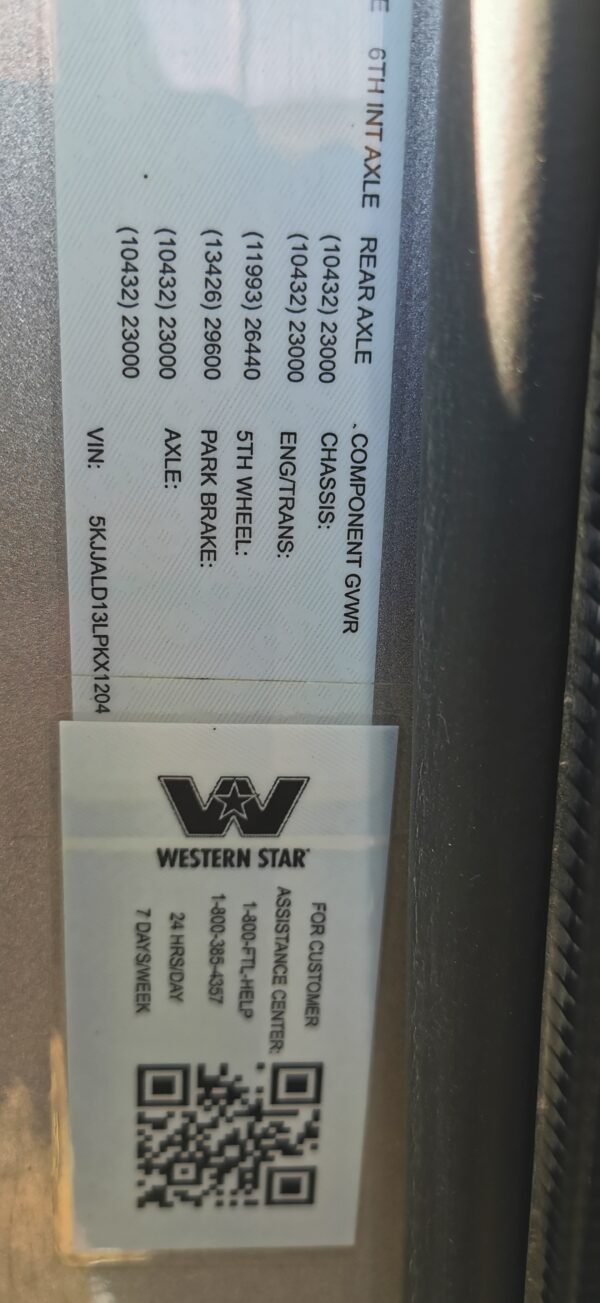 E 6TH INT AXLE REAR AXLE COMPONENT GVWR
(10432) 23000 CHASSIS:
(10432) 23000 ENG/TRANS:
(11993) 26440 5TH WHEEL:
(13426) 29600 PARK BRAKE:
(10432) 23000 AXLE:
(10432) 23000
VIN: 5KJJALD13LPKX1204
WESTERN STAR
FOR CUSTOMER
ASSISTANCE CENTER:
1-800-FTL-HELP
1-800-385-4357
24 HRS/DAY
7 DAYS/WEEK